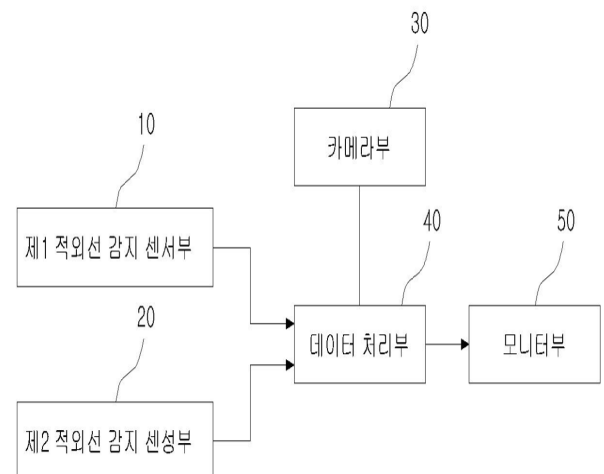 30
카메라부
10
제1 적외선 감지 센서부
40
50
데이터 처리부
모니터부
20
제2 적외선 감지 센성부